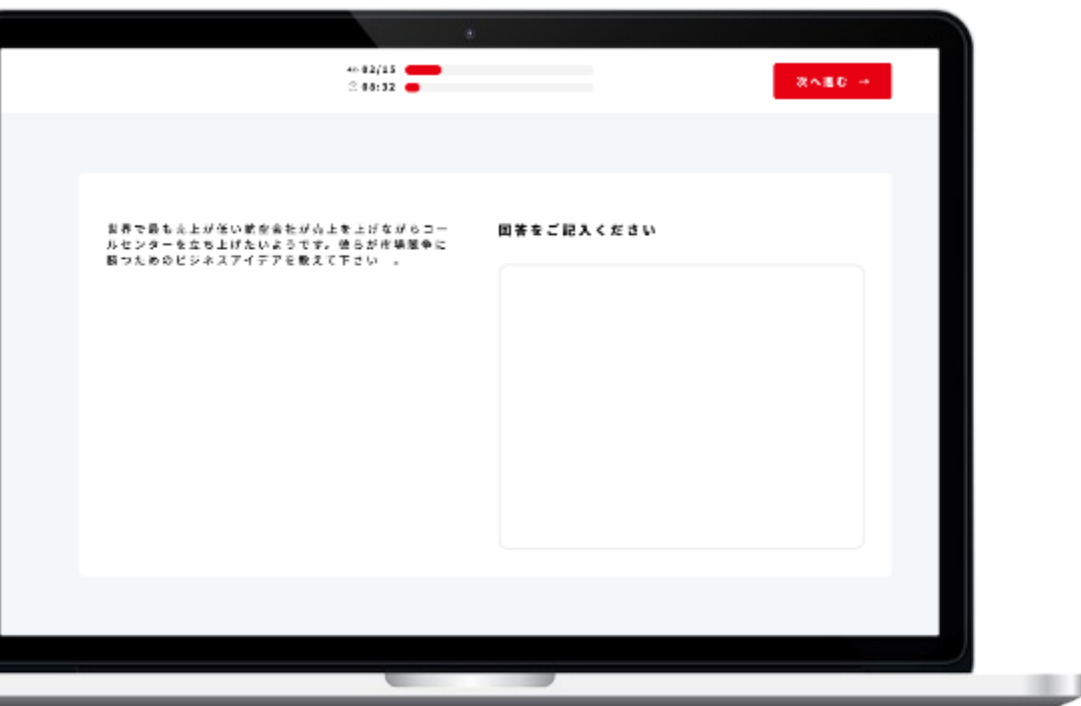 02/15
08:32
次へ進む →
世界で最も売上が低い航空会社が売上を上げながらコー
ルセンターを立ち上げたいようです。彼らが市場競争に
勝つためのビジネスアイデアを教えて下さい 。
回答をご記入ください